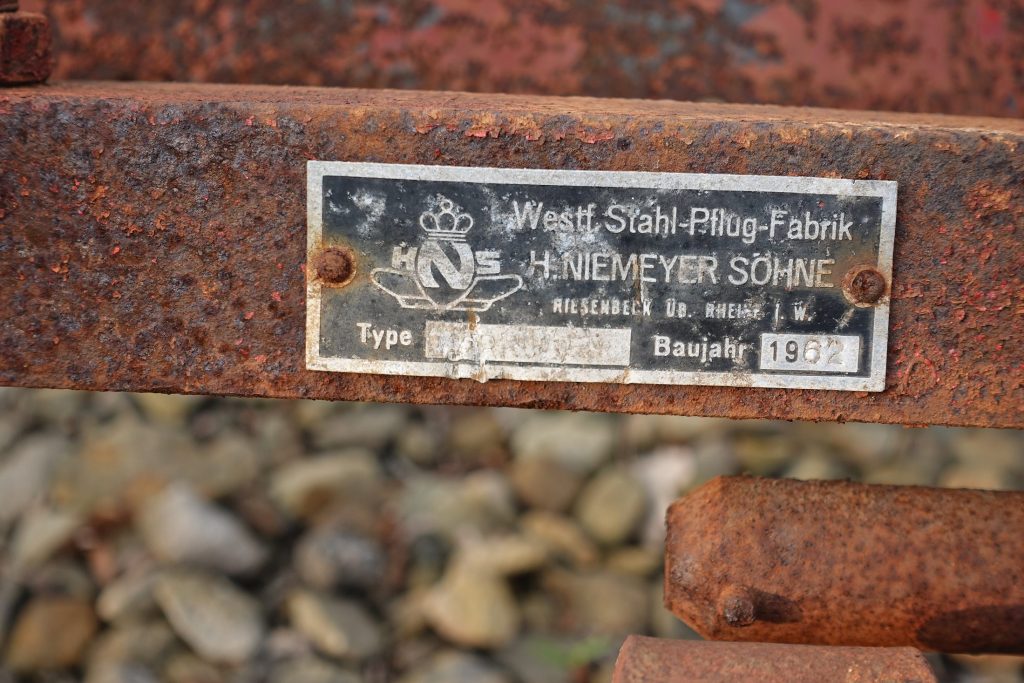 HNS
Westf. Stahl-Pflug-Fabrik
H. NIEMEYER SÖHNE
RIESENBECK ÜB. RHEINE I. W.
Type
Baujahr 1962